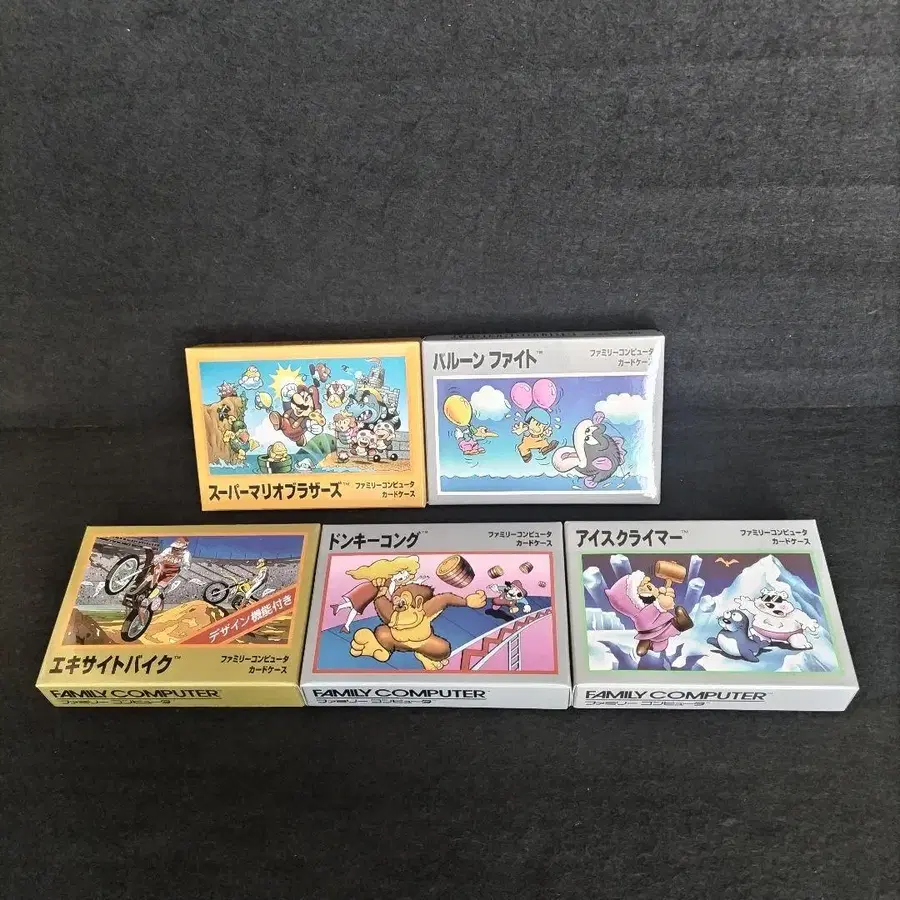 スーパーマリオブラザーズ™
ファミリーコンピュータ
カードケース
バルーン ファイト™
ファミリーコンピュータ
カードケース
デザイン機能付き
エキサイトバイク™
ファミリーコンピュータ
カードケース
FAMILY COMPUTER™
ファミリー コンピュータ
ドンキーコング™
ファミリーコンピュータ
カードケース
FAMILY COMPUTER™
ファミリー コンピュータ
アイスクライマー™
ファミリーコンピュータ
カードケース
FAMILY COMPUTER™
ファミリー コンピュータ